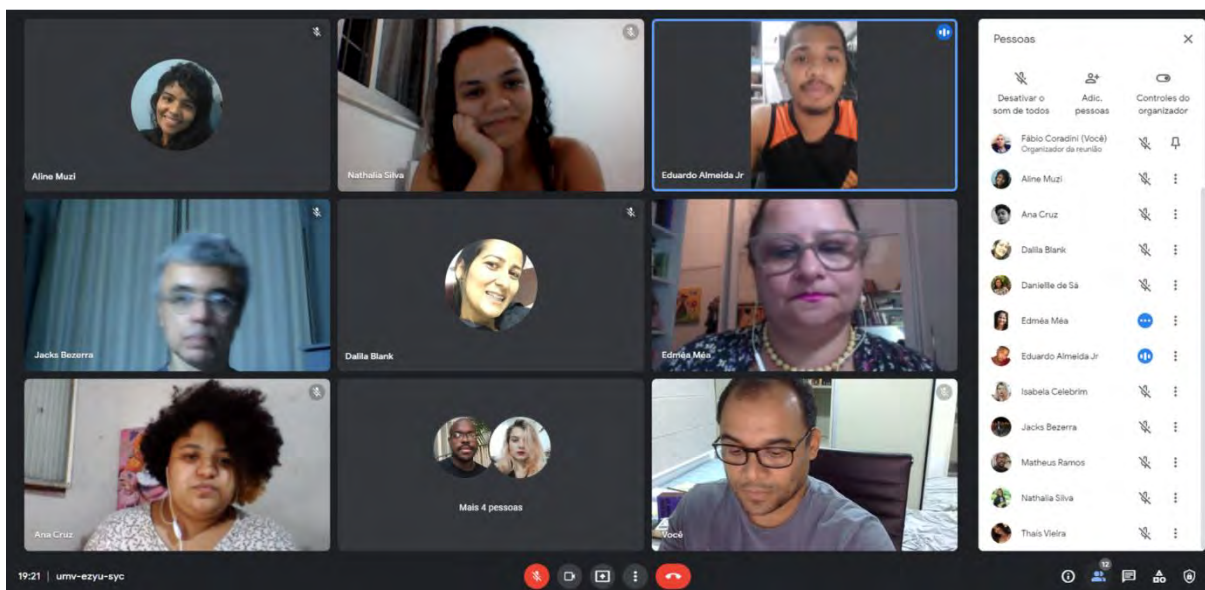 Aline Muzi
Nathalia Silva
Eduardo Almeida Jr
Jacks Bezerra
Dalila Blank
Edméa Méa
Ana Cruz
Mais 4 pessoas
Você
Pessoas
Desativar o
som de todos
Adic.
pessoas
Controles do
organizador
Fábio Coradini (Você)
Organizador da reunião
Aline Muzi
Ana Cruz
Dalila Blank
Danielle de Sá
Edméa Méa
Eduardo Almeida Jr
Isabela Celebrim
Jacks Bezerra
Matheus Ramos
Nathalia Silva
Thais Vieira
19:21 | umv-ezyu-syc
12